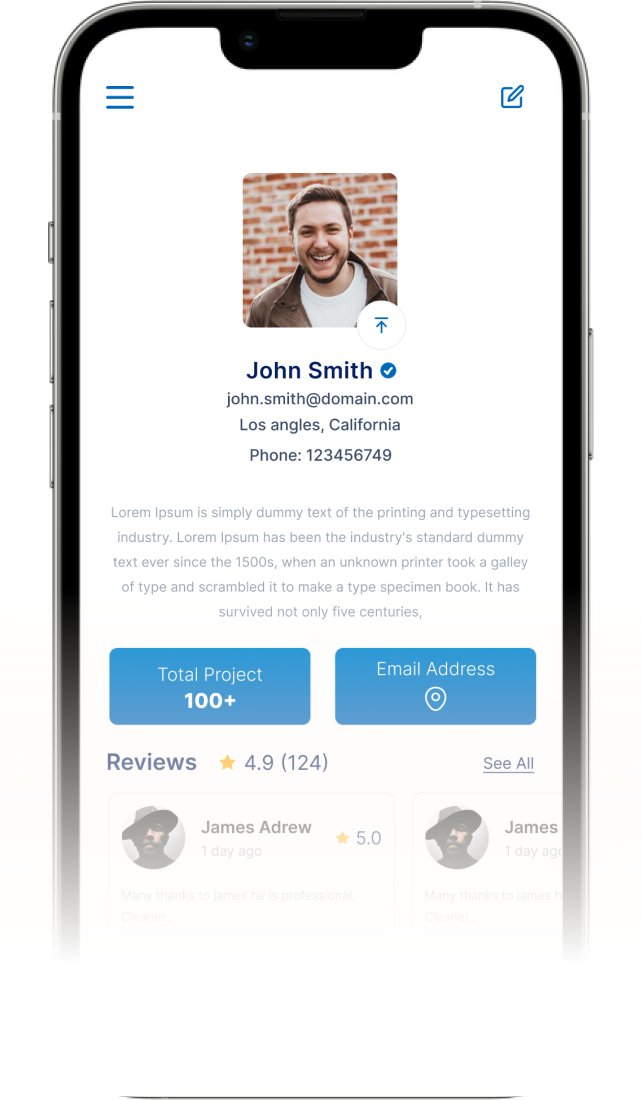 John Smith
john.smith@domain.com
Los angles, California
Phone: 123456749
Lorem Ipsum is simply dummy text of the printing and typesetting
industry. Lorem Ipsum has been the industry's standard dummy
text ever since the 1500s, when an unknown printer took a galley
of type and scrambled it to make a type specimen book. It has
survived not only five centuries,
Total Project
100+
Email Address
Reviews 4.9 (124) See All
James Adrew
1 day ago
5.0
Many thanks to james he is professional,
Cleaner
James
1 day ago
Many thanks to james h
Cleaner